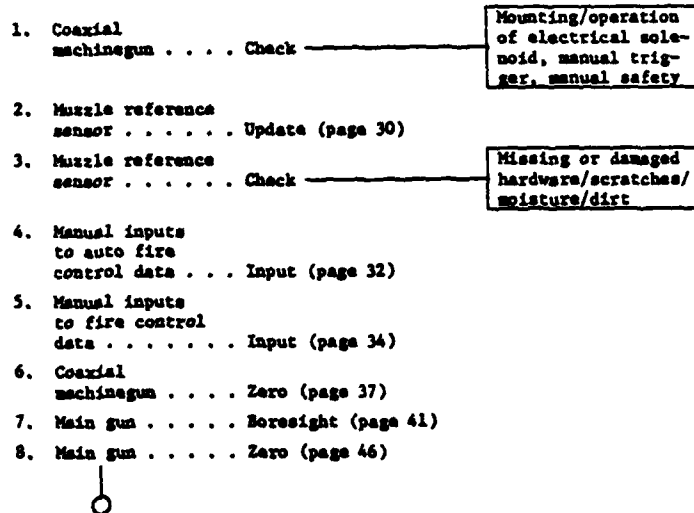 1. Coaxial
machinegun . . . . Check
Mounting/operation
of electrical sole-
noid, manual trig-
ger, manual safety
2. Muzzle reference
sensor . . . . . . Update (page 30)
3. Muzzle reference
sensor . . . . . . Check
Missing or damaged
hardware/scratches/
moisture/dirt
4. Manual inputs
to auto fire
control data . . . Input (page 32)
5. Manual inputs
to fire control
data . . . . . . . Input (page 34)
6. Coaxial
machinegun . . . . Zero (page 37)
7. Main gun . . . . . Boresight (page 41)
8. Main gun . . . . . Zero (page 46)